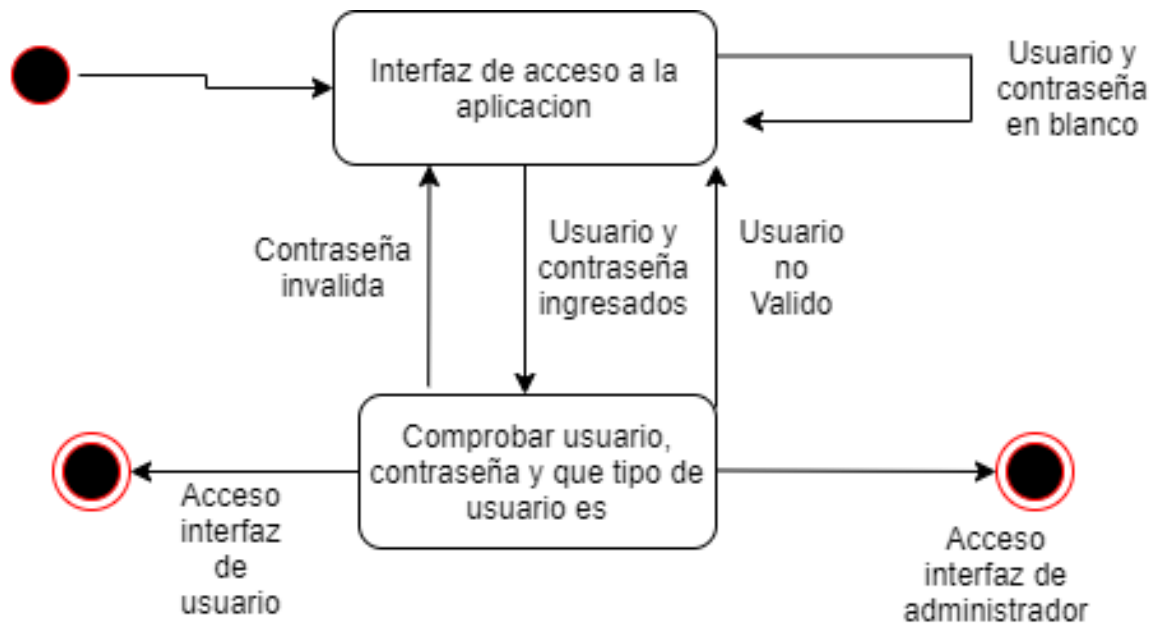 Interfaz de acceso a la
aplicacion
Usuario y
contraseña
en blanco
Contraseña
invalida
Usuario y
contraseña
ingresados
Usuario
no
Valido
Comprobar usuario,
contraseña y que tipo de
usuario es
Acceso
interfaz
de
usuario
Acceso
interfaz de
administrador